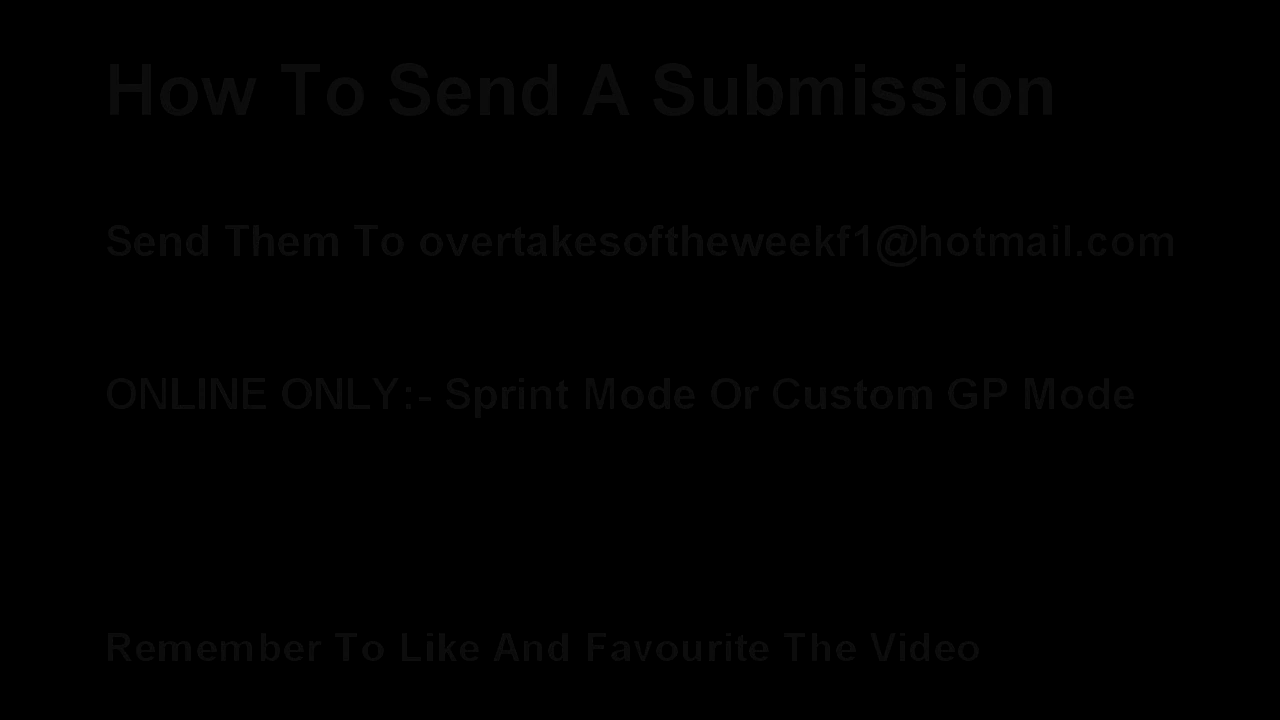 How To Send A Submission
Send Them To overtakesoftheweekf1@hotmail.com
ONLINE ONLY:- Sprint Mode Or Custom GP Mode
Remember To Like And Favourite The Video